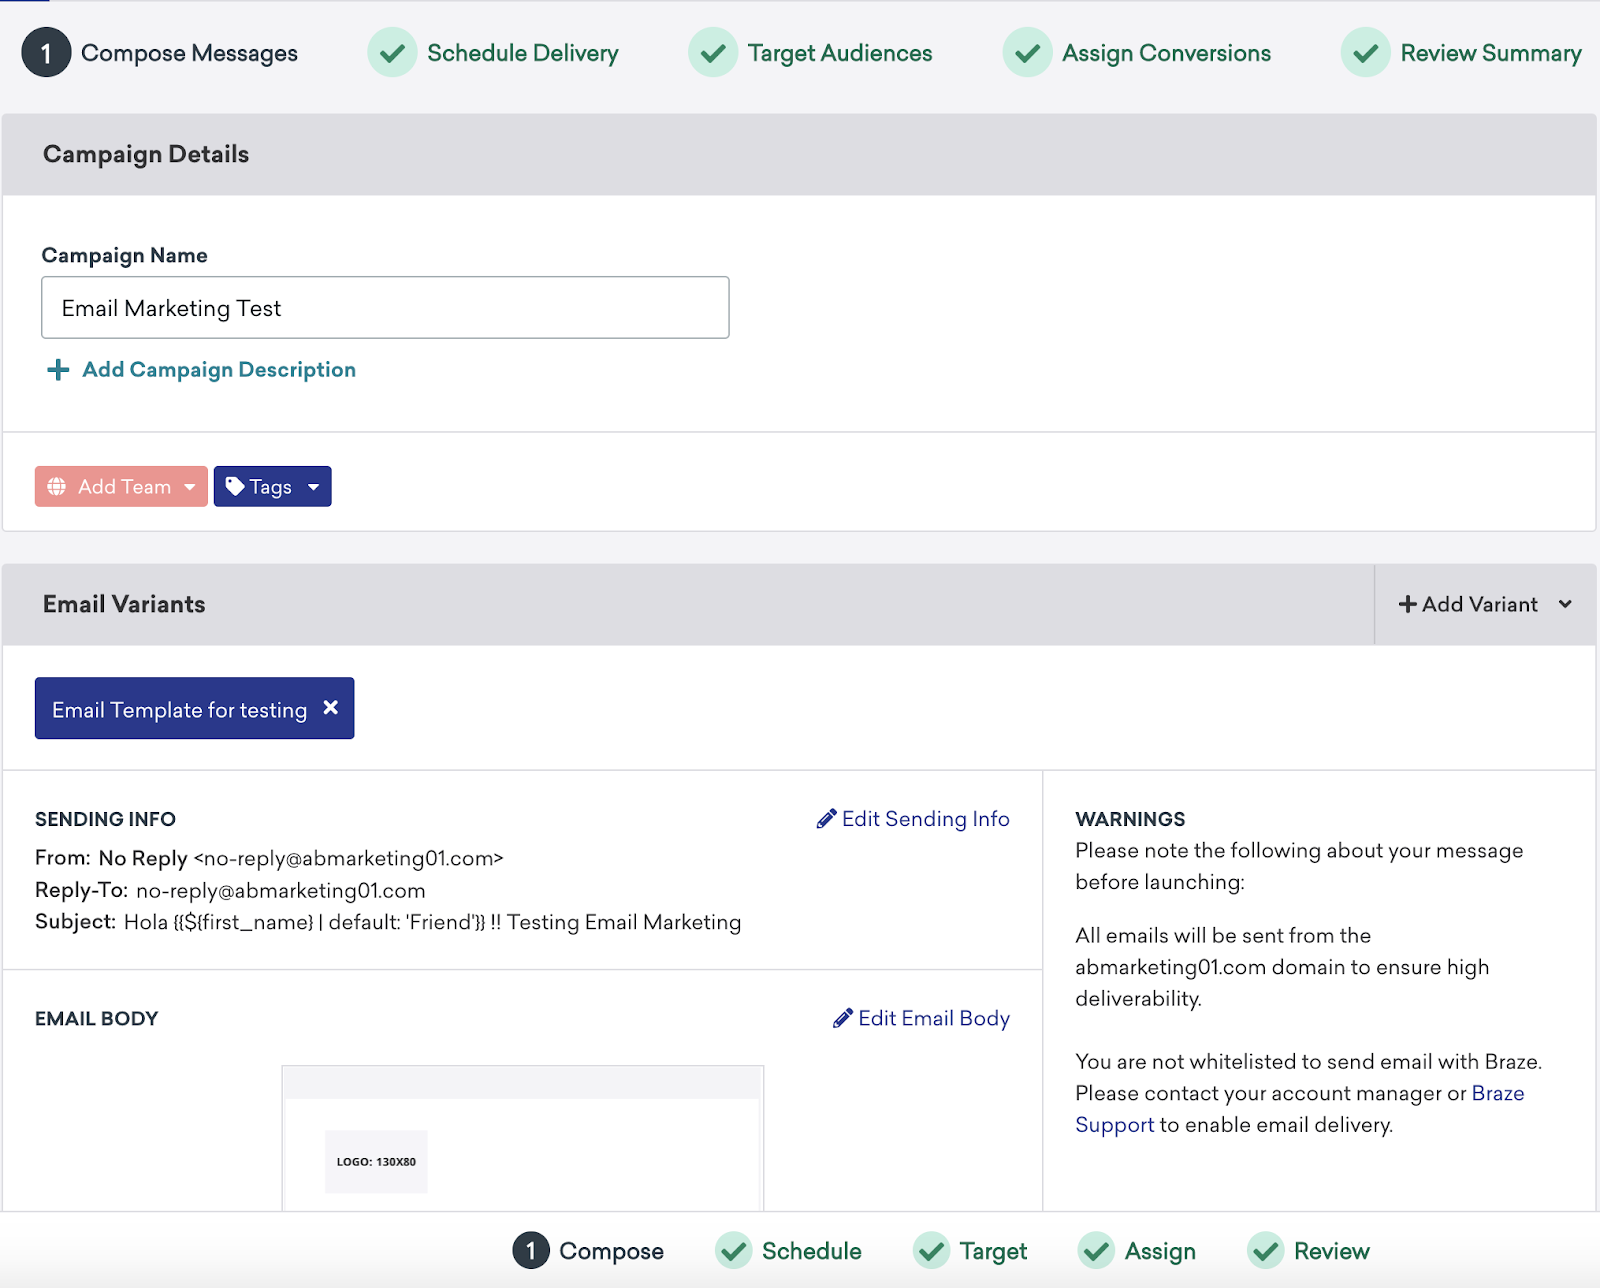 1 Compose Messages Schedule Delivery Target Audiences Assign Conversions Review Summary
Campaign Details
Campaign Name
Email Marketing Test
Add Campaign Description
Add Team Tags
Email Variants
Add Variant
Email Template for testing
SENDING INFO
Edit Sending Info
From: No Reply <no-reply@abmarketing01.com>
Reply-To: no-reply@abmarketing01.com
Subject: Hola {{${first_name} | default: 'Friend'}} !! Testing Email Marketing
EMAIL BODY
Edit Email Body
LOGO: 130X80
WARNINGS
Please note the following about your message
before launching:
All emails will be sent from the
abmarketing01.com domain to ensure high
deliverability.
You are not whitelisted to send email with Braze.
Please contact your account manager or Braze
Support to enable email delivery.
1 Compose Schedule Target Assign Review